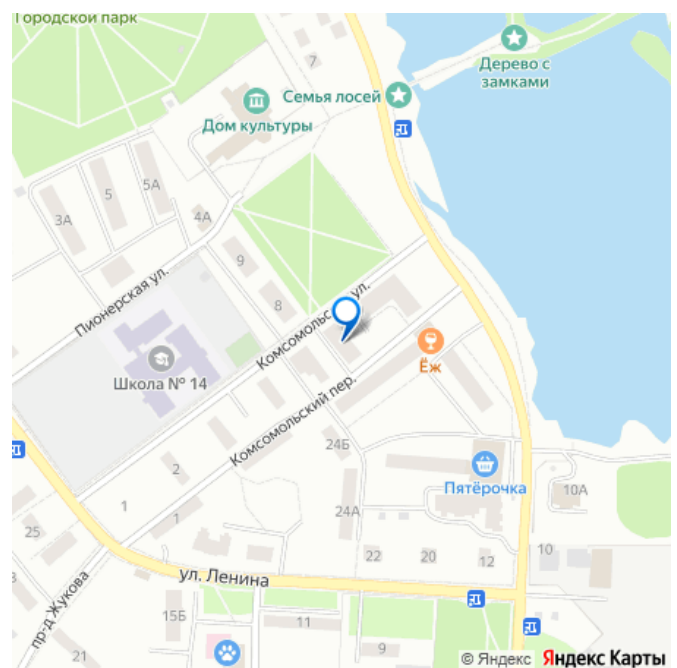 Городской парк
7
Дерево с
замками
Семья лосей
Дом культуры
5А
5
3А
4А
9
8
Пионерская ул.
Комсомольская ул.
Школа № 14
Ёж
Комсомольский пер.
24Б
2
Пятёрочка
10А
1
1
24А
25
22
20
12
10
ул. Ленина
пр-д Жукова
15Б
11
21
9
© Яндекс Яндекс Карты